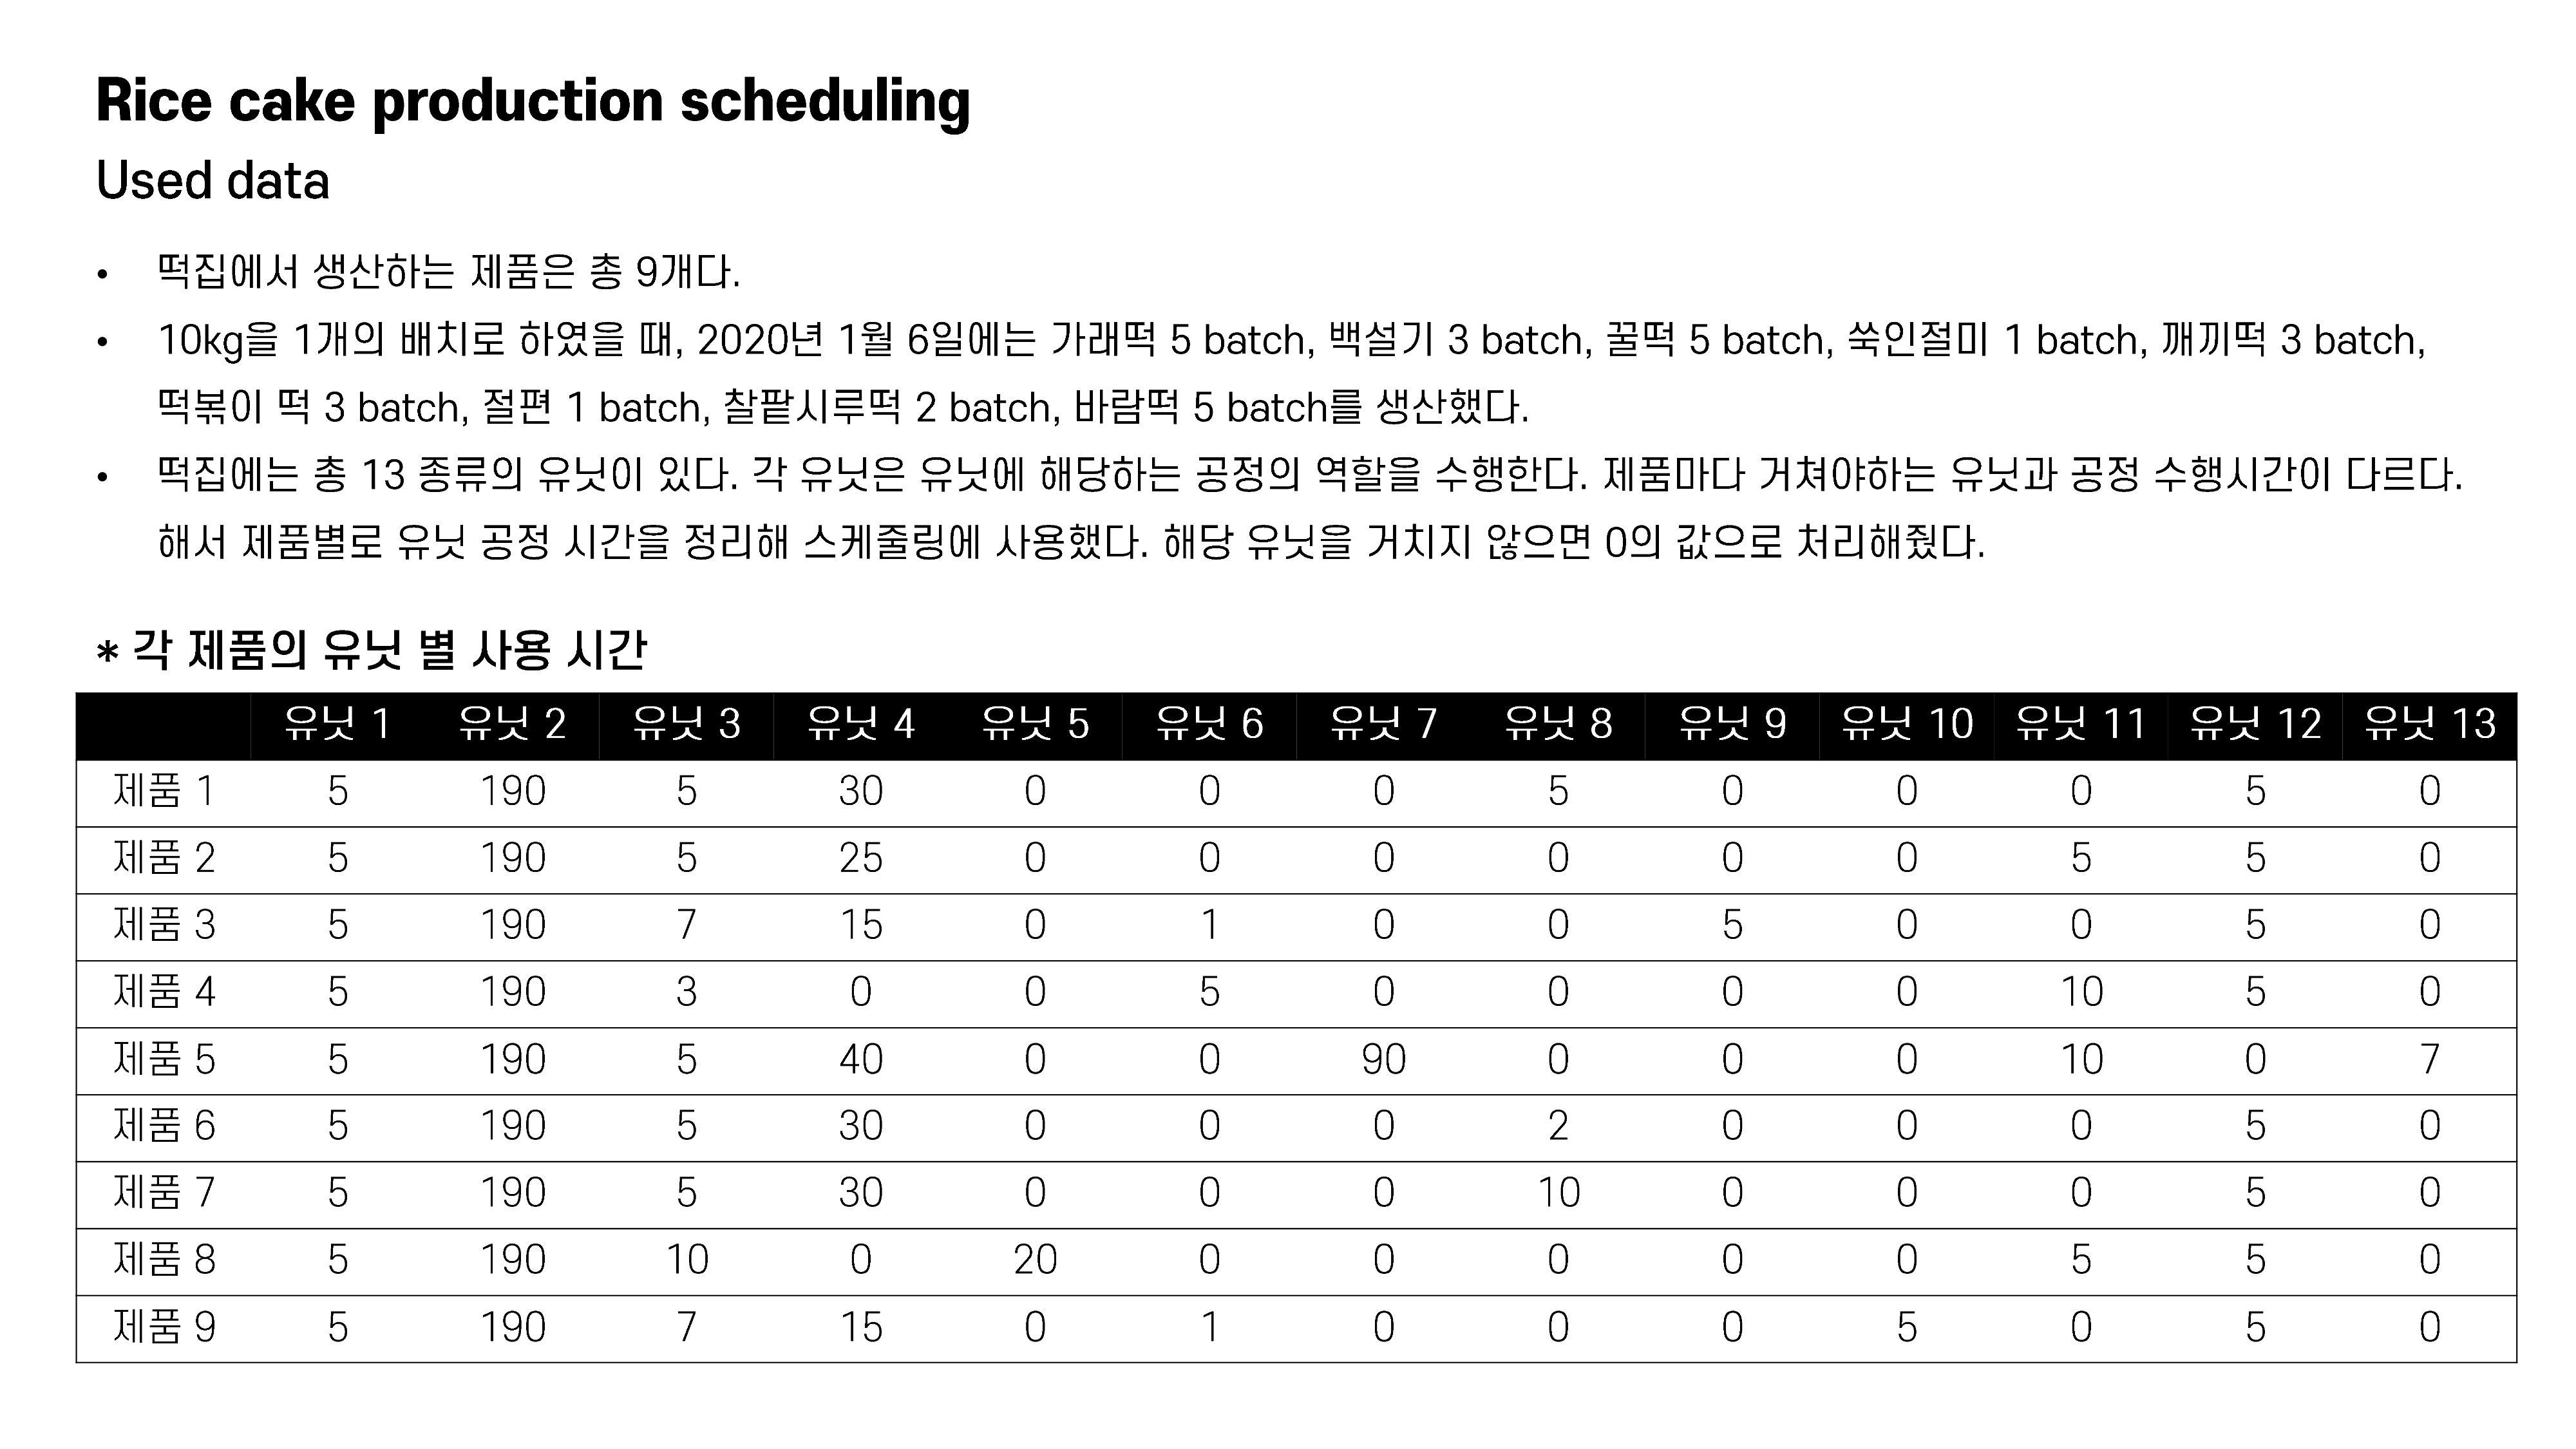 Rice cake production scheduling
Used data
• 떡집에서 생산하는 제품은 총 9개다.
• 10kg을 1개의 배치로 하였을 때, 2020년 1월 6일에는 가래떡 5 batch, 백설기 3 batch, 꿀떡 5 batch, 쑥인절미 1 batch, 깨끼떡 3 batch,
떡볶이 떡 3 batch, 절편 1 batch, 찰팥시루떡 2 batch, 바람떡 5 batch를 생산했다.
• 떡집에는 총 13 종류의 유닛이 있다. 각 유닛은 유닛에 해당하는 공정의 역할을 수행한다. 제품마다 거쳐야하는 유닛과 공정 수행시간이 다르다.
해서 제품별로 유닛 공정 시간을 정리해 스케줄링에 사용했다. 해당 유닛을 거치지 않으면 0의 값으로 처리해줬다.
* 각 제품의 유닛 별 사용 시간
유닛 1 유닛 2 유닛 3 유닛 4 유닛 5 유닛 6 유닛 7 유닛 8 유닛 9 유닛 10 유닛 11 유닛 12 유닛 13
제품 1 5 190 5 30 0 0 0 5 0 0 0 5 0
제품 2 5 190 5 25 0 0 0 0 0 0 5 5 0
제품 3 5 190 7 15 0 1 0 0 5 0 0 5 0
제품 4 5 190 3 0 0 5 0 0 0 0 10 5 0
제품 5 5 190 5 40 0 0 90 0 0 0 10 0 7
제품 6 5 190 5 30 0 0 0 2 0 0 0 5 0
제품 7 5 190 5 30 0 0 0 10 0 0 0 5 0
제품 8 5 190 10 0 20 0 0 0 0 0 5 5 0
제품 9 5 190 7 15 0 1 0 0 0 5 0 5 0